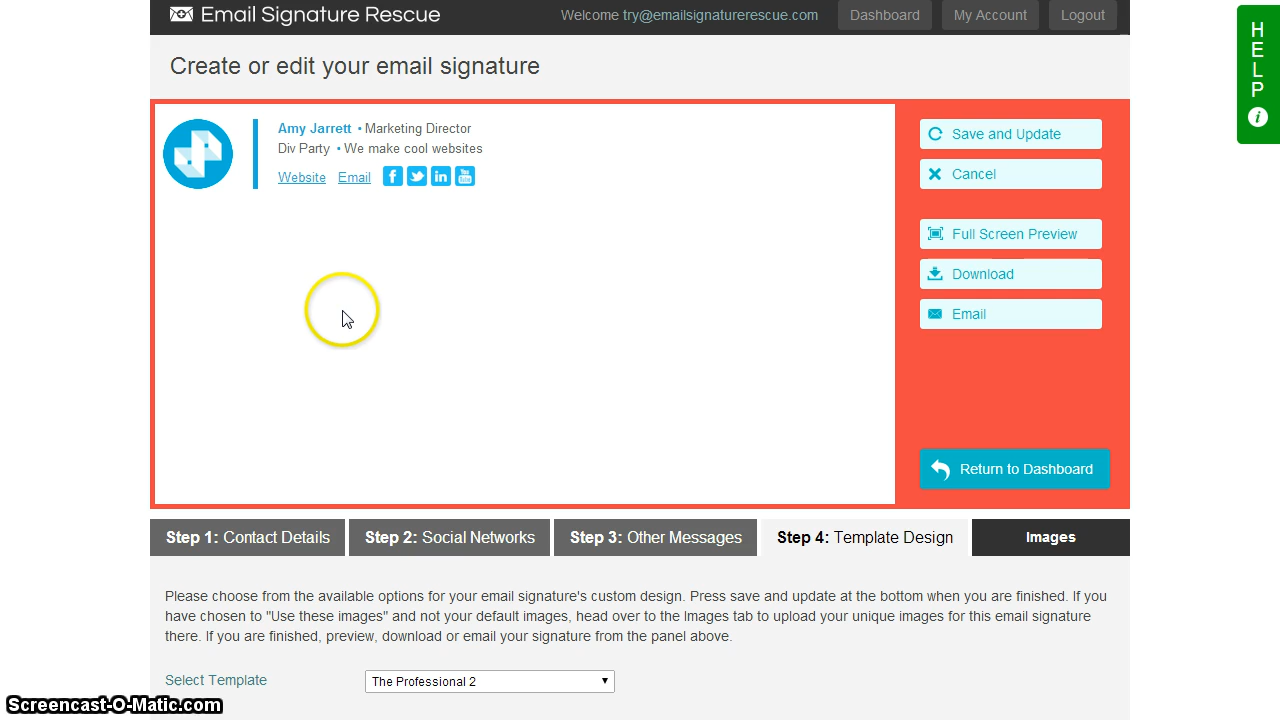 Email Signature Rescue
Welcome try@emailsignaturerescue.com
Dashboard
My Account
Logout
HELP
i
Create or edit your email signature
Amy Jarrett • Marketing Director
Div Party • We make cool websites
Website Email
f
in
You Tube
Save and Update
Cancel
Full Screen Preview
Download
Email
Return to Dashboard
Step 1: Contact Details
Step 2: Social Networks
Step 3: Other Messages
Step 4: Template Design
Images
Please choose from the available options for your email signature's custom design. Press save and update at the bottom when you are finished. If you
have chosen to "Use these images" and not your default images, head over to the Images tab to upload your unique images for this email signature
there. If you are finished, preview, download or email your signature from the panel above.
Select Template
The Professional 2
Screencast-O-Matic.com